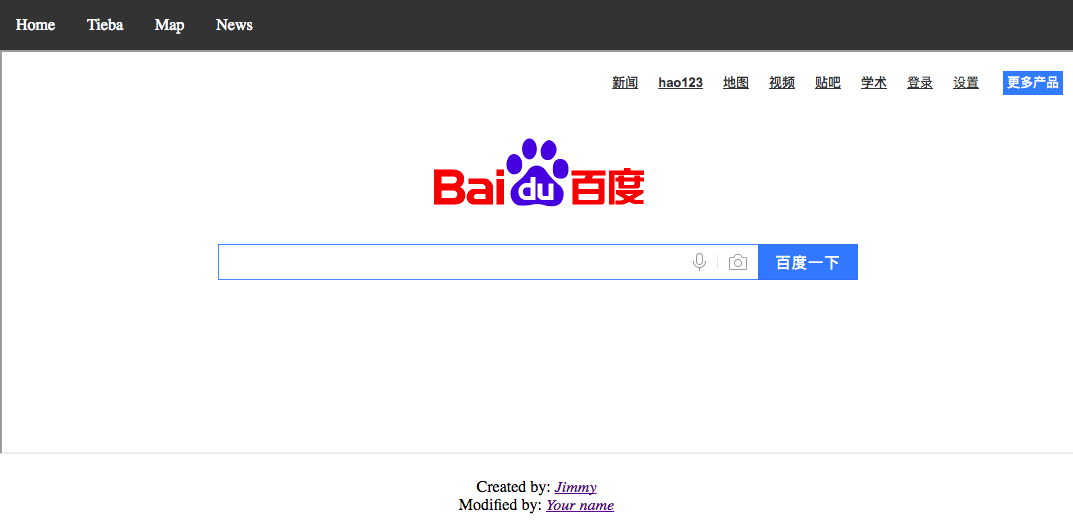 Home Tieba Map News
新闻 hao123 地图 视频 贴吧 学术 登录 设置 更多产品
Bai du 百度
百度一下
Created by: Jimmy
Modified by: Your name